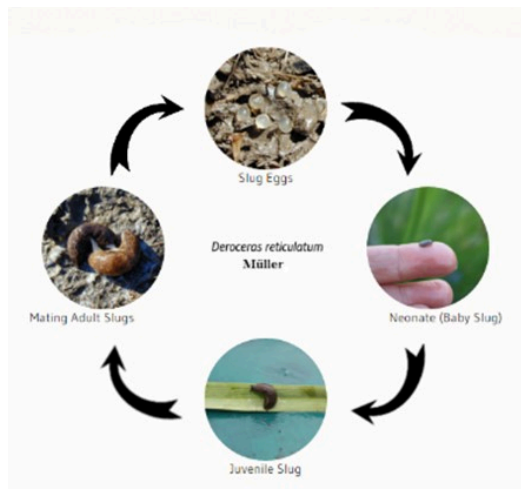 Slug Eggs
Deroceras reticulatum
Müller
Mating Adult Slugs
Neonate (Baby Slug)
Juvenile Slug